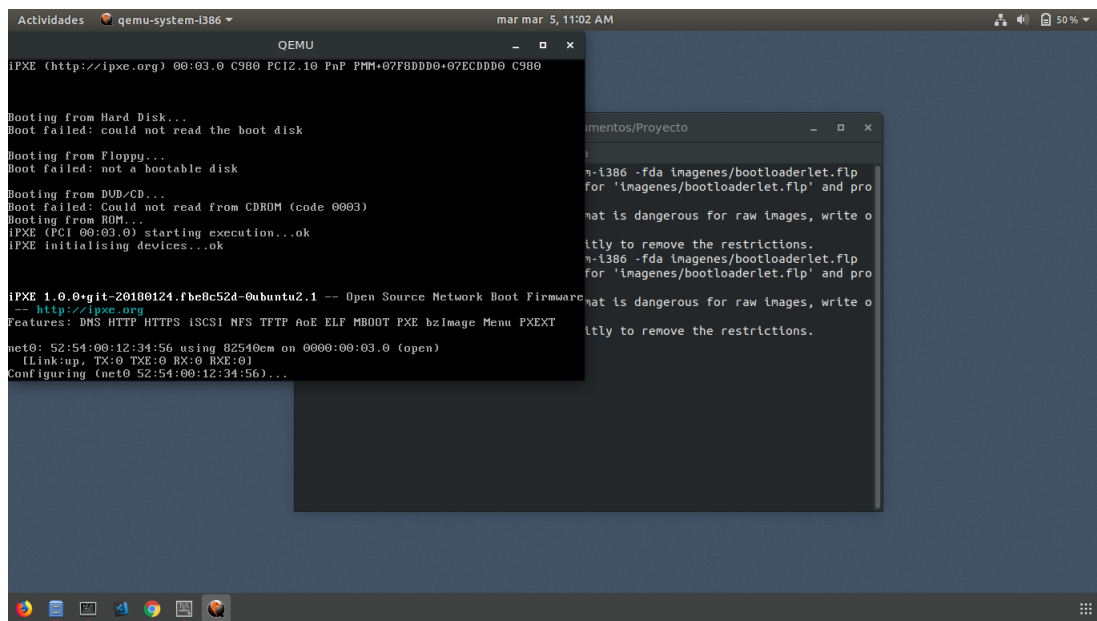 Actividades qemu-system-i386 mar mar 5, 11:02 AM 50 %
QEMU
iPXE (http://ipxe.org) 00:03.0 C980 PCI2.10 PnP PMM+07F8DDD0+07ECDDD0 C980
Booting from Hard Disk...
Boot failed: could not read the boot disk
Booting from Floppy...
Boot failed: not a bootable disk
Booting from DVD/CD...
Boot failed: Could not read from CDROM (code 0003)
Booting from ROM...
iPXE (PCI 00:03.0) starting execution...ok
iPXE initialising devices...ok
iPXE 1.0.0+git-20180124.fbe8c52d-0ubuntu2.1 -- Open Source Network Boot Firmware
-- http://ipxe.org
Features: DNS HTTP HTTPS iSCSI NFS TFTP AoE ELF MBOOT PXE bzImage Menu PXEXT
net0: 52:54:00:12:34:56 using 82540em on 0000:00:03.0 (open)
[Link:up, TX:0 TXE:0 RX:0 RXE:0]
Configuring (net0 52:54:00:12:34:56)...
umentos/Proyecto
m-i386 -fda imagenes/bootloaderlet.flp
for 'imagenes/bootloaderlet.flp' and pro
mat is dangerous for raw images, write o
itly to remove the restrictions.
m-i386 -fda imagenes/bootloaderlet.flp
for 'imagenes/bootloaderlet.flp' and pro
mat is dangerous for raw images, write o
itly to remove the restrictions.